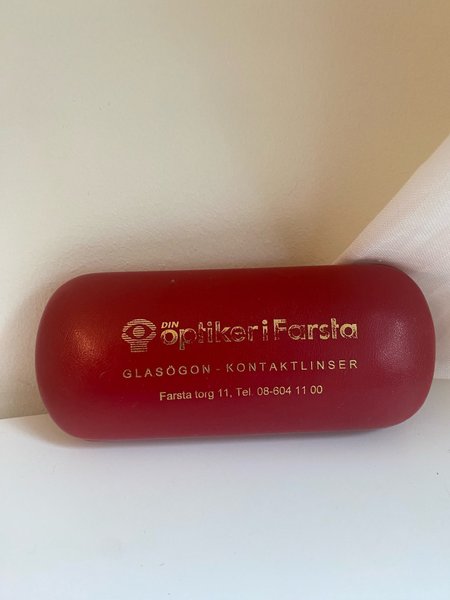 DIN
optiker i Farsta
GLASÖGON - KONTAKTLINSER
Farsta torg 11, Tel. 08-604 11 00